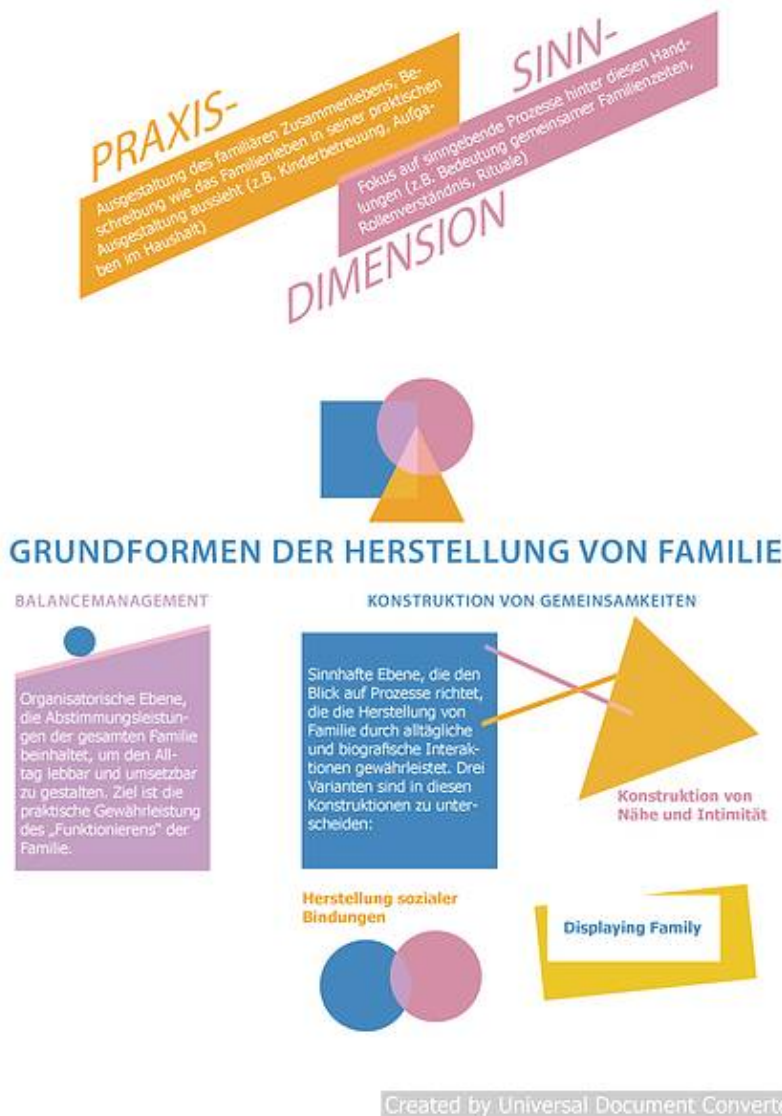 PRAXIS-
Ausgestaltung des familiären Zusammenlebens, Be-
schreibung wie das Familienleben in seiner praktischen
Ausgestaltung aussieht (z.B. Kinderbetreuung, Aufga-
ben im Haushalt)
SINN-
Fokus auf sinngebende Prozesse hinter diesen Hand-
lungen (z.B. Bedeutung gemeinsamer Familienzeiten,
Rollenverständnis, Rituale)
DIMENSION
GRUNDFORMEN DER HERSTELLUNG VON FAMILIE
BALANCEMANAGEMENT
Organisatorische Ebene,
die Abstimmungsleistun-
gen der gesamten Familie
beinhaltet, um den All-
tag lebbar und umsetzbar
zu gestalten. Ziel ist die
praktische Gewährleistung
des „Funktionierens" der
Familie.
KONSTRUKTION VON GEMEINSAMKEITEN
Sinnhafte Ebene, die den
Blick auf Prozesse richtet,
die die Herstellung von
Familie durch alltägliche
und biografische Interak-
tionen gewährleistet. Drei
Varianten sind in diesen
Konstruktionen zu unter-
scheiden:
Konstruktion von
Nähe und Intimität
Herstellung sozialer
Bindungen
Displaying Family
Created by Universal Document Convert